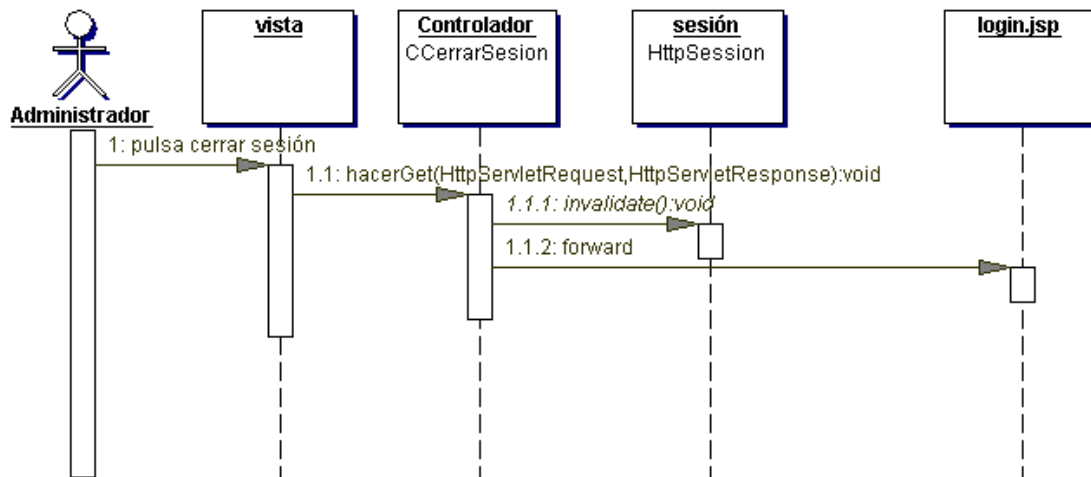 vista
Controlador
CCerrarSesion
sesión
HttpSession
login.jsp
Administrador
1: pulsa cerrar sesión
1.1: hacerGet(HttpServletRequest,HttpServletResponse):void
1.1.1: invalidate():void
1.1.2: forward